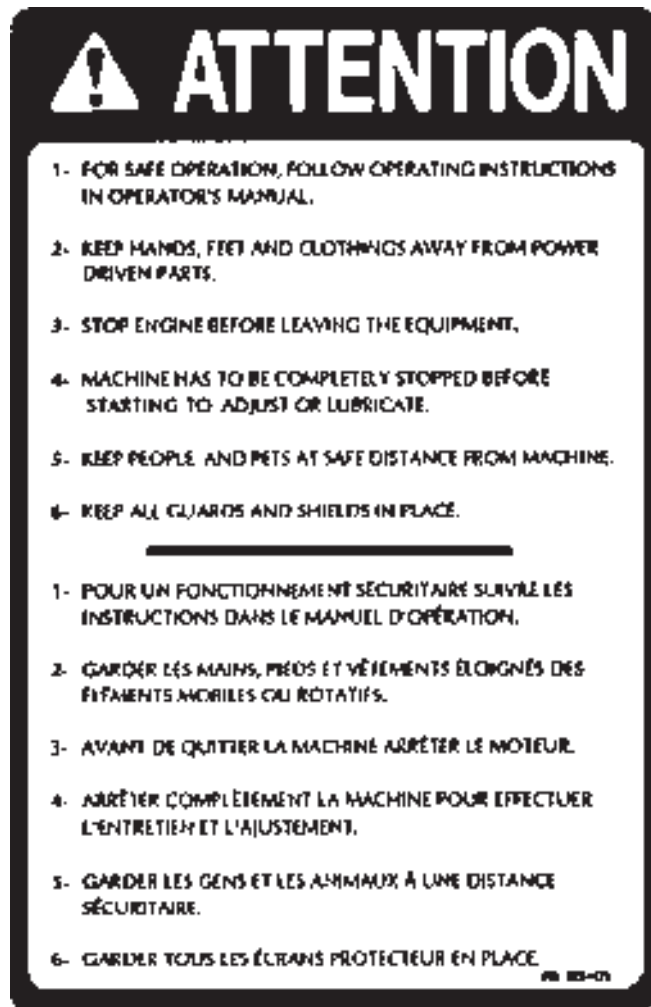 ATTENTION
1- FOR SAFE OPERATION, FOLLOW OPERATING INSTRUCTIONS
IN OPERATOR'S MANUAL.
2- KEEP HANDS, FEET AND CLOTHINGS AWAY FROM POWER
DRIVEN PARTS.
3- STOP ENGINE BEFORE LEAVING THE EQUIPMENT.
4- MACHINE HAS TO BE COMPLETELY STOPPED BEFORE
STARTING TO ADJUST OR LUBRICATE.
5- KEEP PEOPLE AND PETS AT SAFE DISTANCE FROM MACHINE.
6- KEEP ALL GUARDS AND SHIELDS IN PLACE.
1- POUR UN FONCTIONNEMENT SÉCURITAIRE SUIVRE LES
INSTRUCTIONS DANS LE MANUEL D'OPÉRATION.
2- GARDER LES MAINS, PIEDS ET VÊTEMENTS ÉLOIGNÉS DES
ÉLÉMENTS MOBILES OU ROTATIFS.
3- AVANT DE QUITTER LA MACHINE ARRÊTER LE MOTEUR.
4- ARRÊTER COMPLÈTEMENT LA MACHINE POUR EFFECTUER
L'ENTRETIEN ET L'AJUSTEMENT.
5- GARDER LES GENS ET LES ANIMAUX À UNE DISTANCE
SÉCURITAIRE.
6- GARDER TOUS LES ÉCRANS PROTECTEUR EN PLACE